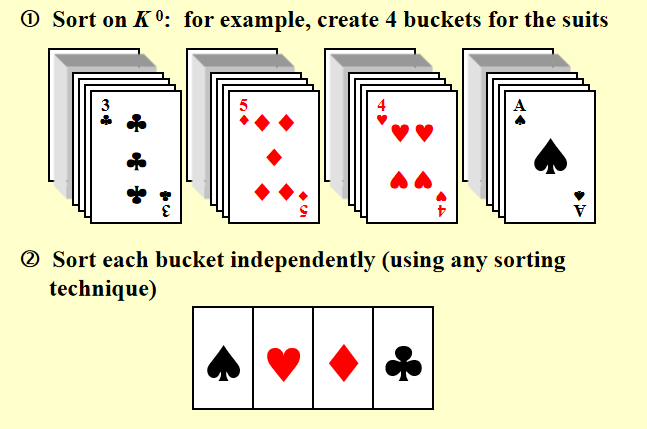 ① Sort on K⁰: for example, create 4 buckets for the suits
3 5 4 A
3 5 4 A
② Sort each bucket independently (using any sorting
technique)